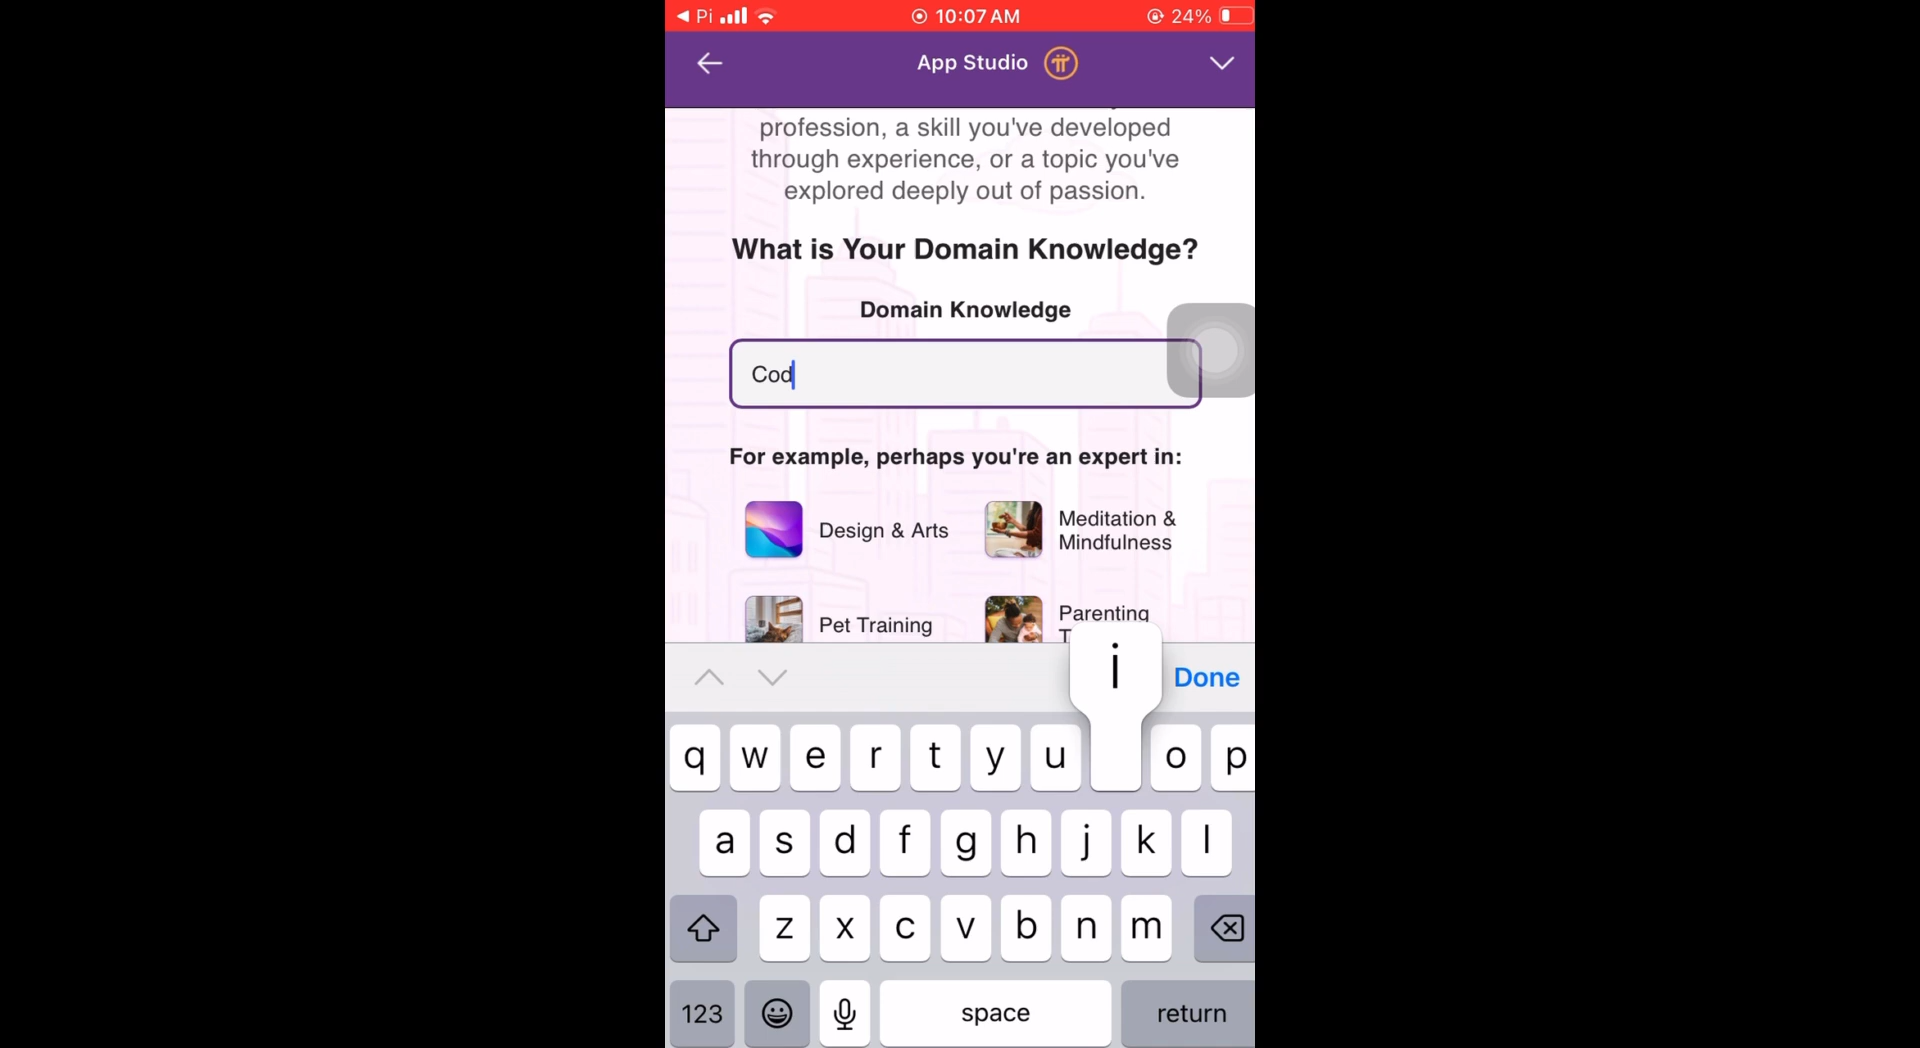 Pi 10:07 AM 24%
App Studio
profession, a skill you've developed
through experience, or a topic you've
explored deeply out of passion.
What is Your Domain Knowledge?
Domain Knowledge
Cod
For example, perhaps you're an expert in:
Design & Arts
Meditation &
Mindfulness
Pet Training
Parenting
i
Done
q w e r t y u o p
a s d f g h j k l
z x c v b n m
123 space return